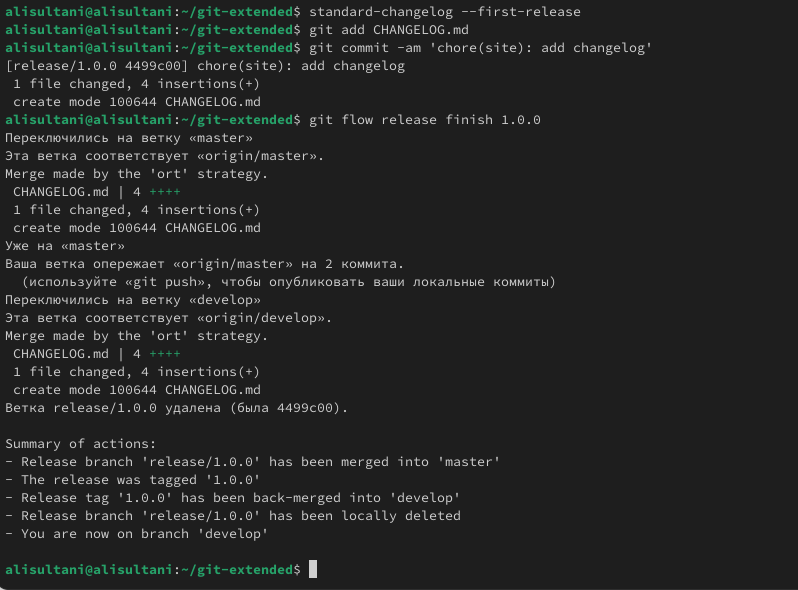 alisultani@alisultani:~/git-extended$ standard-changelog --first-release
alisultani@alisultani:~/git-extended$ git add CHANGELOG.md
alisultani@alisultani:~/git-extended$ git commit -am 'chore(site): add changelog'
[release/1.0.0 4499c00] chore(site): add changelog
 1 file changed, 4 insertions(+)
 create mode 100644 CHANGELOG.md
alisultani@alisultani:~/git-extended$ git flow release finish 1.0.0
Переключились на ветку «master»
Эта ветка соответствует «origin/master».
Merge made by the 'ort' strategy.
 CHANGELOG.md | 4 ++++
 1 file changed, 4 insertions(+)
 create mode 100644 CHANGELOG.md
Уже на «master»
Ваша ветка опережает «origin/master» на 2 коммита.
  (используйте «git push», чтобы опубликовать ваши локальные коммиты)
Переключились на ветку «develop»
Эта ветка соответствует «origin/develop».
Merge made by the 'ort' strategy.
 CHANGELOG.md | 4 ++++
 1 file changed, 4 insertions(+)
 create mode 100644 CHANGELOG.md
Ветка release/1.0.0 удалена (была 4499c00).

Summary of actions:
- Release branch 'release/1.0.0' has been merged into 'master'
- The release was tagged '1.0.0'
- Release tag '1.0.0' has been back-merged into 'develop'
- Release branch 'release/1.0.0' has been locally deleted
- You are now on branch 'develop'

alisultani@alisultani:~/git-extended$